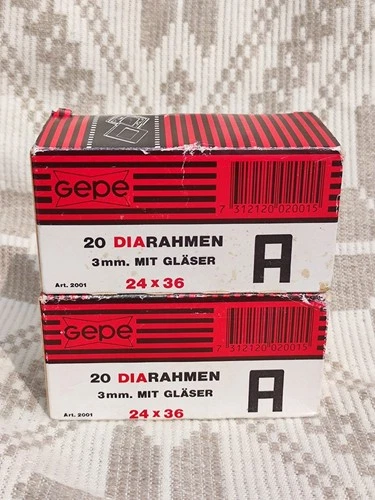 Gepe
7 312120 020015
20 DIARAHMEN
3mm. MIT GLÄSER
A
Art. 2001
24 x 36
Gepe
7 312120 020015
20 DIARAHMEN
3mm. MIT GLÄSER
A
Art. 2001
24 x 36